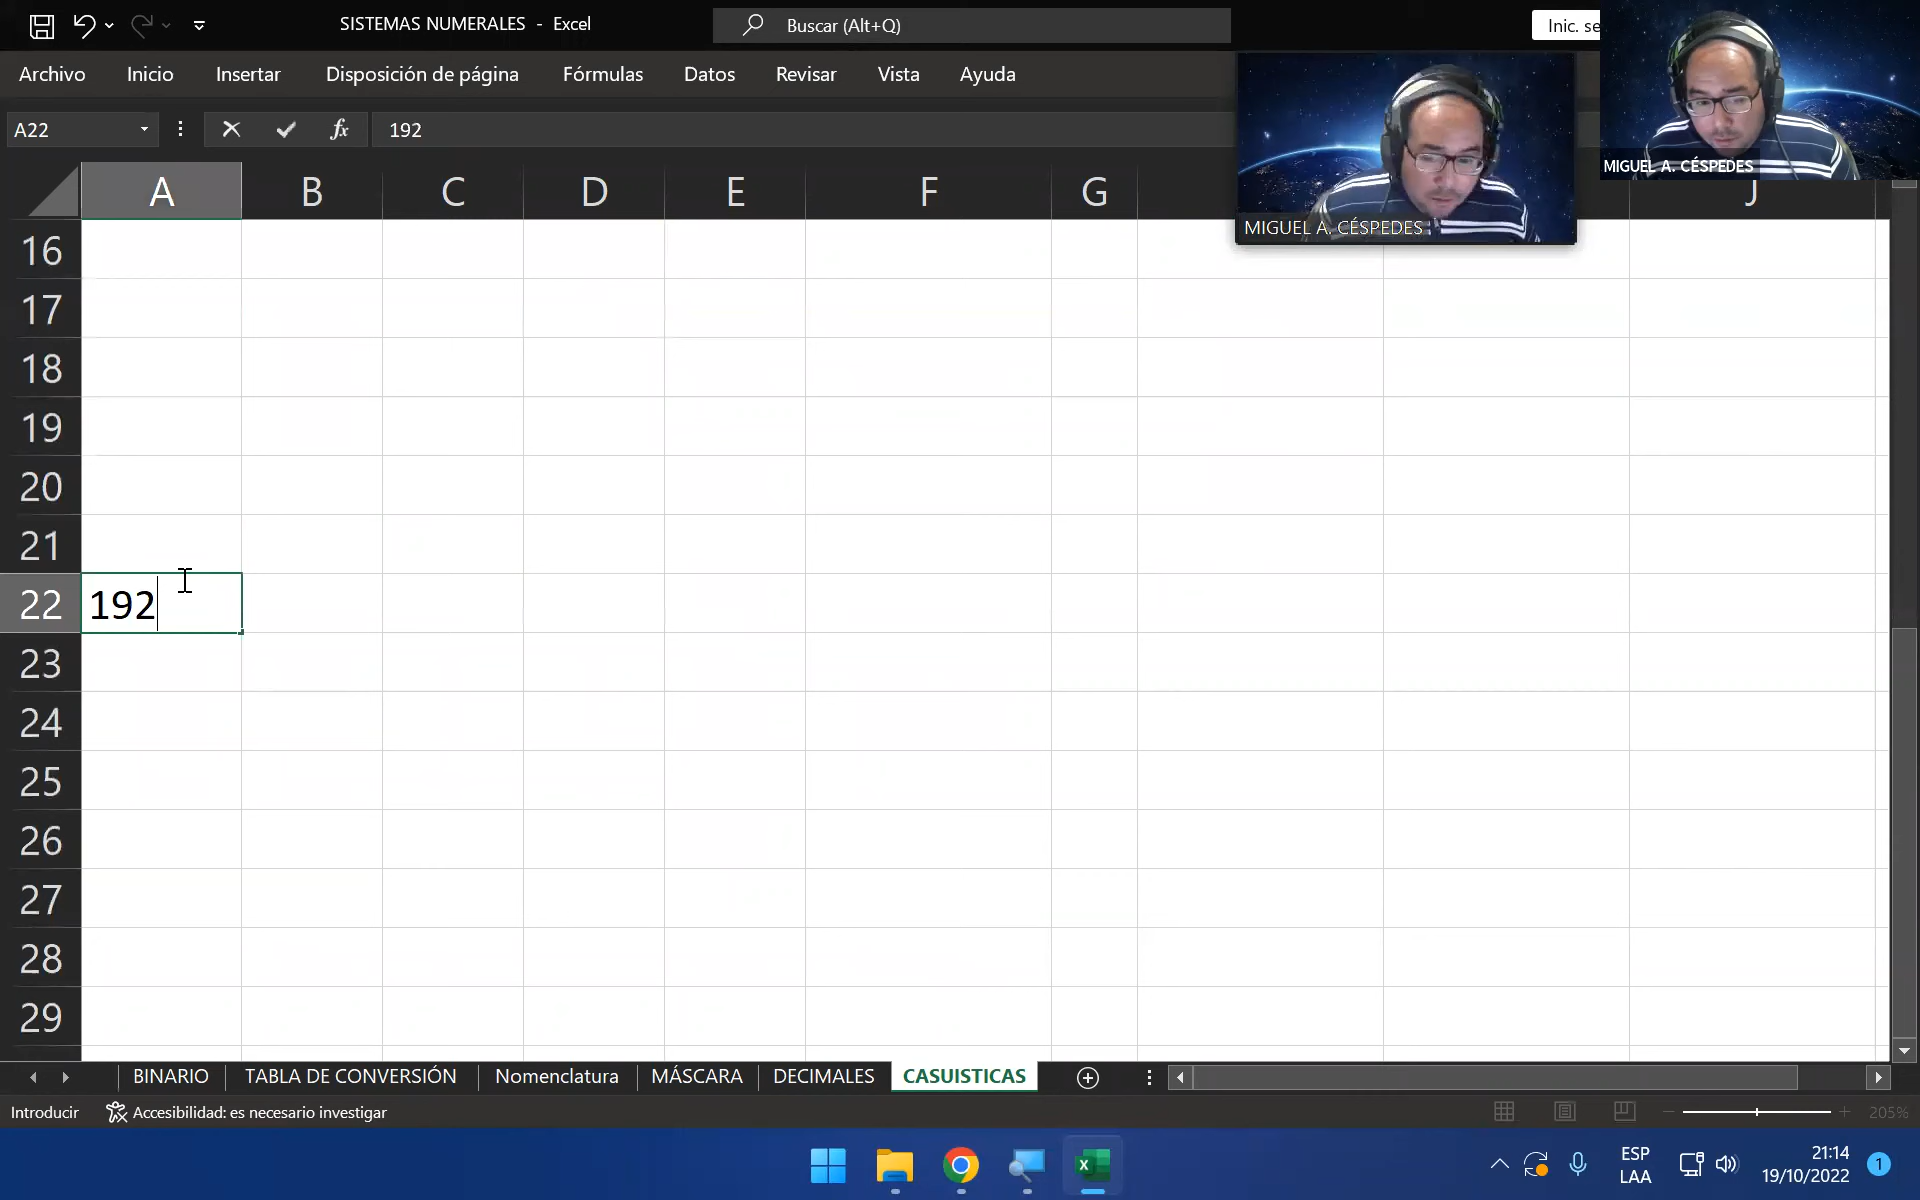 SISTEMAS NUMERALES - Excel
Buscar (Alt+Q)
Inic. se
Archivo Inicio Insertar Disposición de página Fórmulas Datos Revisar Vista Ayuda
A22
fx
192
MIGUEL A. CÉSPEDES
MIGUEL A. CÉSPEDES
A B C D E F G J
16
17
18
19
20
21
22 192
23
24
25
26
27
28
29
BINARIO TABLA DE CONVERSIÓN Nomenclatura MÁSCARA DECIMALES CASUISTICAS
Introducir Accesibilidad: es necesario investigar 205%
ESP
LAA
21:14
19/10/2022
1